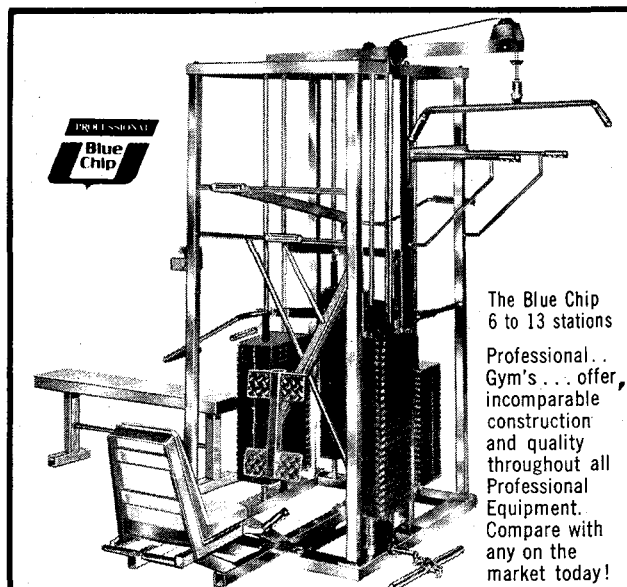 PROFESSIONAL
Blue
Chip
The Blue Chip
6 to 13 stations
Professional..
Gym's... offer,
incomparable
construction
and quality
throughout all
Professional
Equipment.
Compare with
any on the
market today!